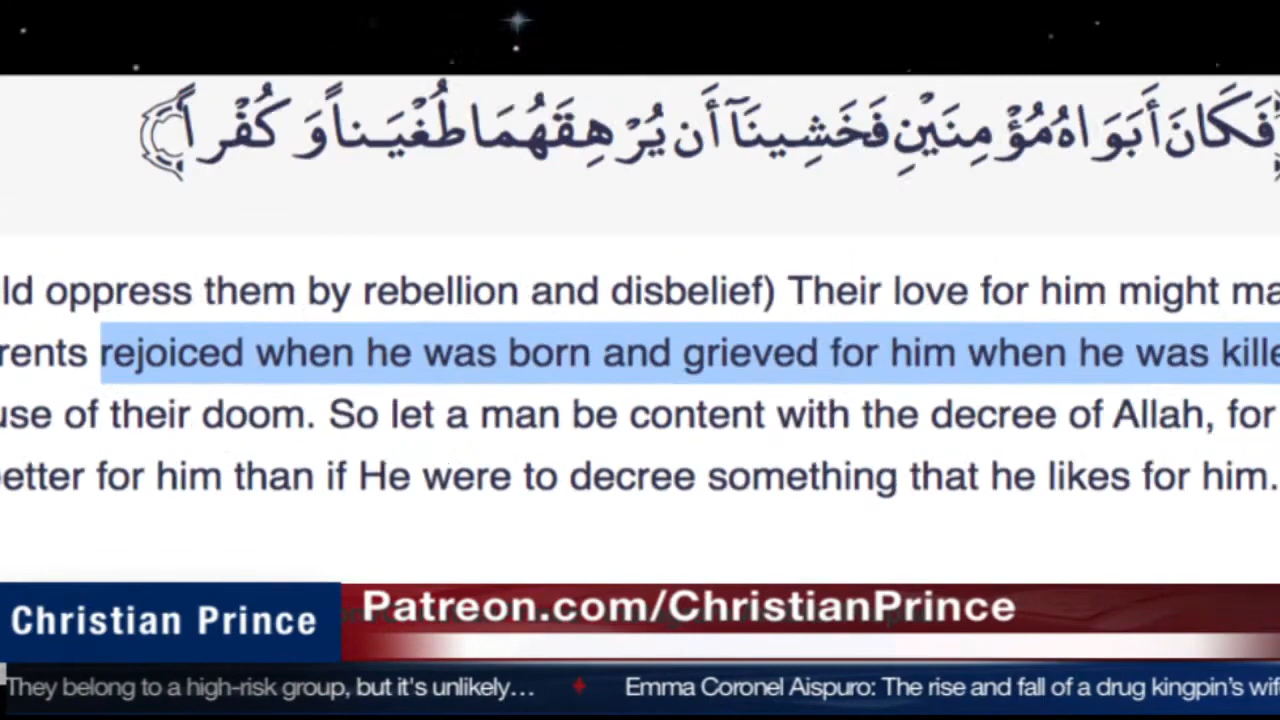 فَكَانَ أَبَوَاهُ مُؤْمِنَيْنِ فَخَشِينَآ أَن يُرْهِقَهُمَا طُغْيَـناً وَكُفْراً
ld oppress them by rebellion and disbelief) Their love for him might ma
rents rejoiced when he was born and grieved for him when he was kille
use of their doom. So let a man be content with the decree of Allah, for
etter for him than if He were to decree something that he likes for him.
Christian Prince
Patreon.com/ChristianPrince
They belong to a high-risk group, but it's unlikely… ♦ Emma Coronel Aispuro: The rise and fall of a drug kingpin's wif